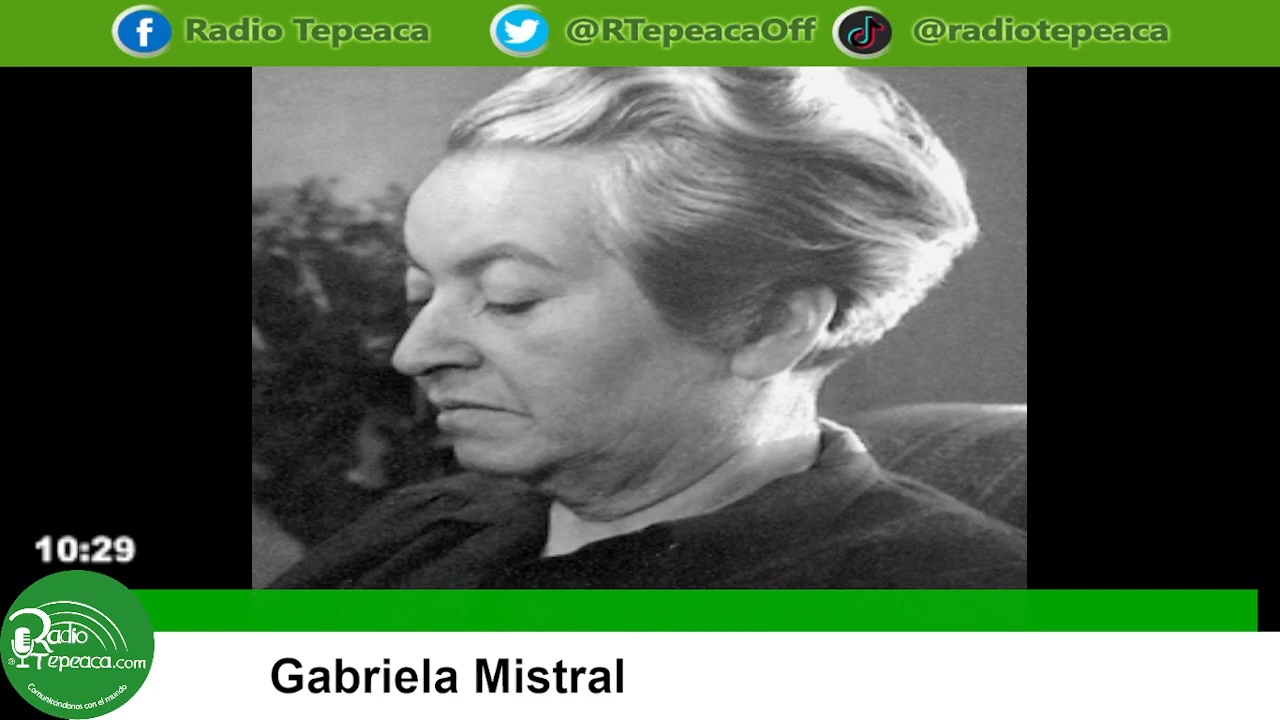 Radio Tepeaca
@RTepeacaOff
@radiotepeaca
10:29
Radio
Tepeaca.com
Comunicándonos con el mundo
Gabriela Mistral